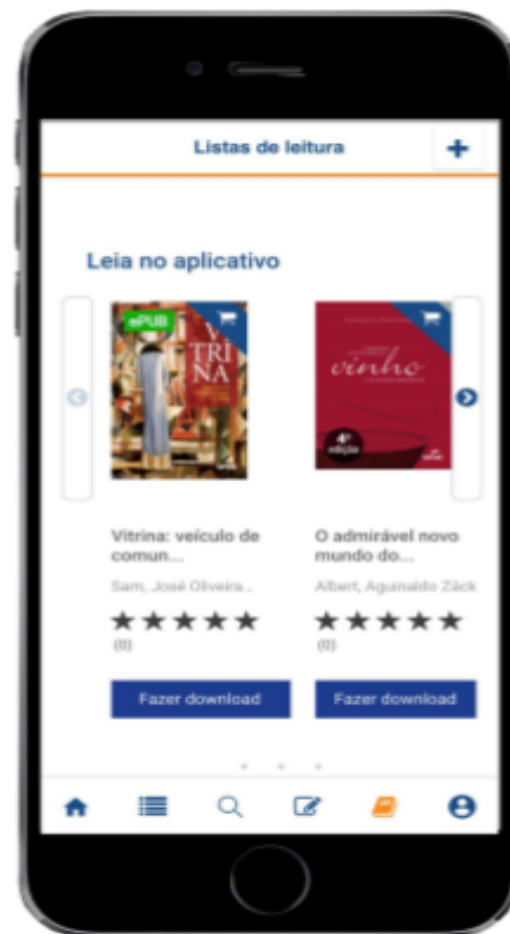 Listas de leitura
Leia no aplicativo
ePUB
VI
TRI
NA
vinho
4ª
edição
Vitrina: veículo de
comun...
O admirável novo
mundo do...
Sam, José Oliveira...
Albert, Aguinaldo Záck
(0)
(0)
Fazer download
Fazer download